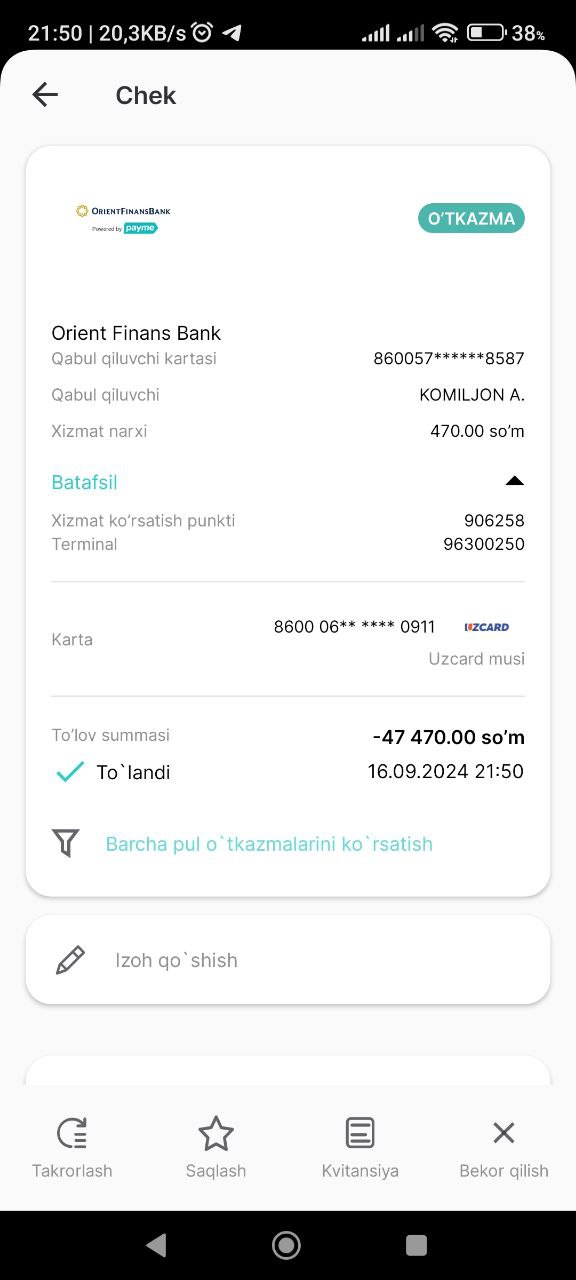 21:50 | 20,3KB/s 38%
Chek
ORIENTFINANSBANK O‘TKAZMA
Powered by payme
Orient Finans Bank
Qabul qiluvchi kartasi 860057******8587
Qabul qiluvchi KOMILJON A.
Xizmat narxi 470.00 so‘m
Batafsil
Xizmat ko‘rsatish punkti 906258
Terminal 96300250
8600 06** **** 0911 UZCARD
Karta
Uzcard musi
To‘lov summasi -47 470.00 so‘m
To`landi 16.09.2024 21:50
Barcha pul o`tkazmalarini ko`rsatish
Izoh qo`shish
Takrorlash Saqlash Kvitansiya Bekor qilish